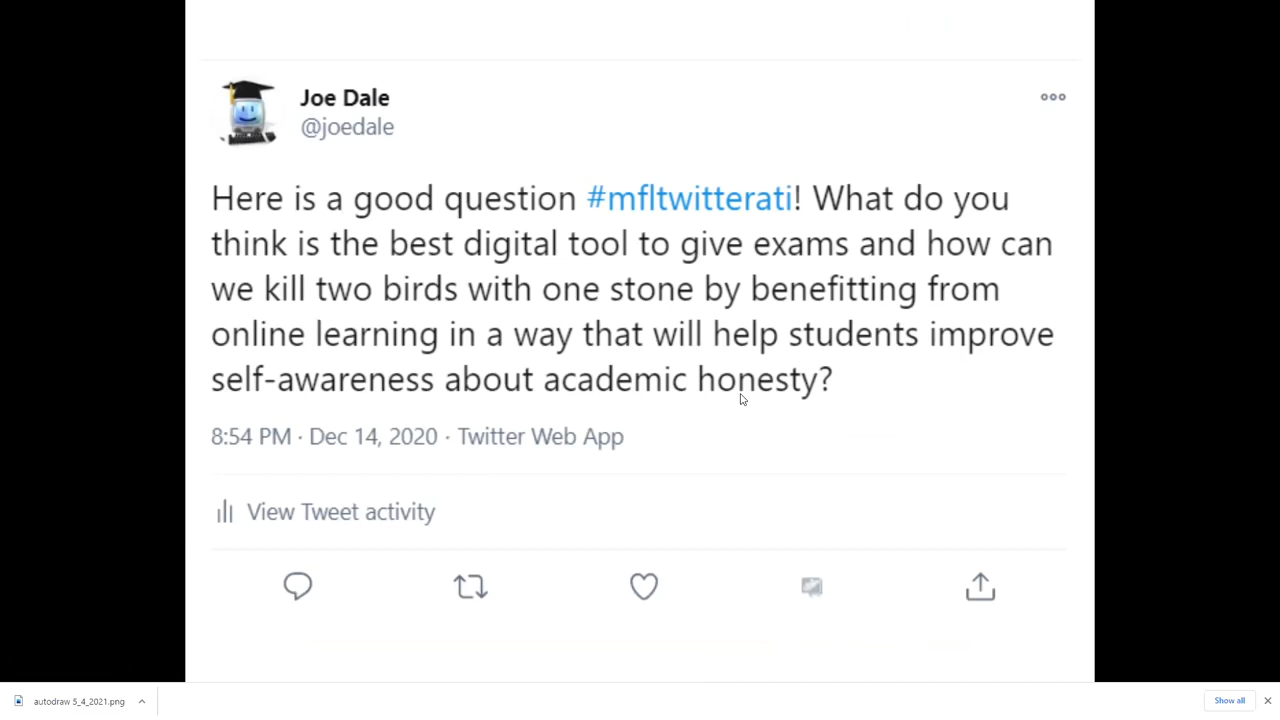 Joe Dale
@joedale
Here is a good question #mfltwitterati! What do you
think is the best digital tool to give exams and how can
we kill two birds with one stone by benefitting from
online learning in a way that will help students improve
self-awareness about academic honesty?
8:54 PM · Dec 14, 2020 · Twitter Web App
View Tweet activity
autodraw 5_4_2021.png
Show all